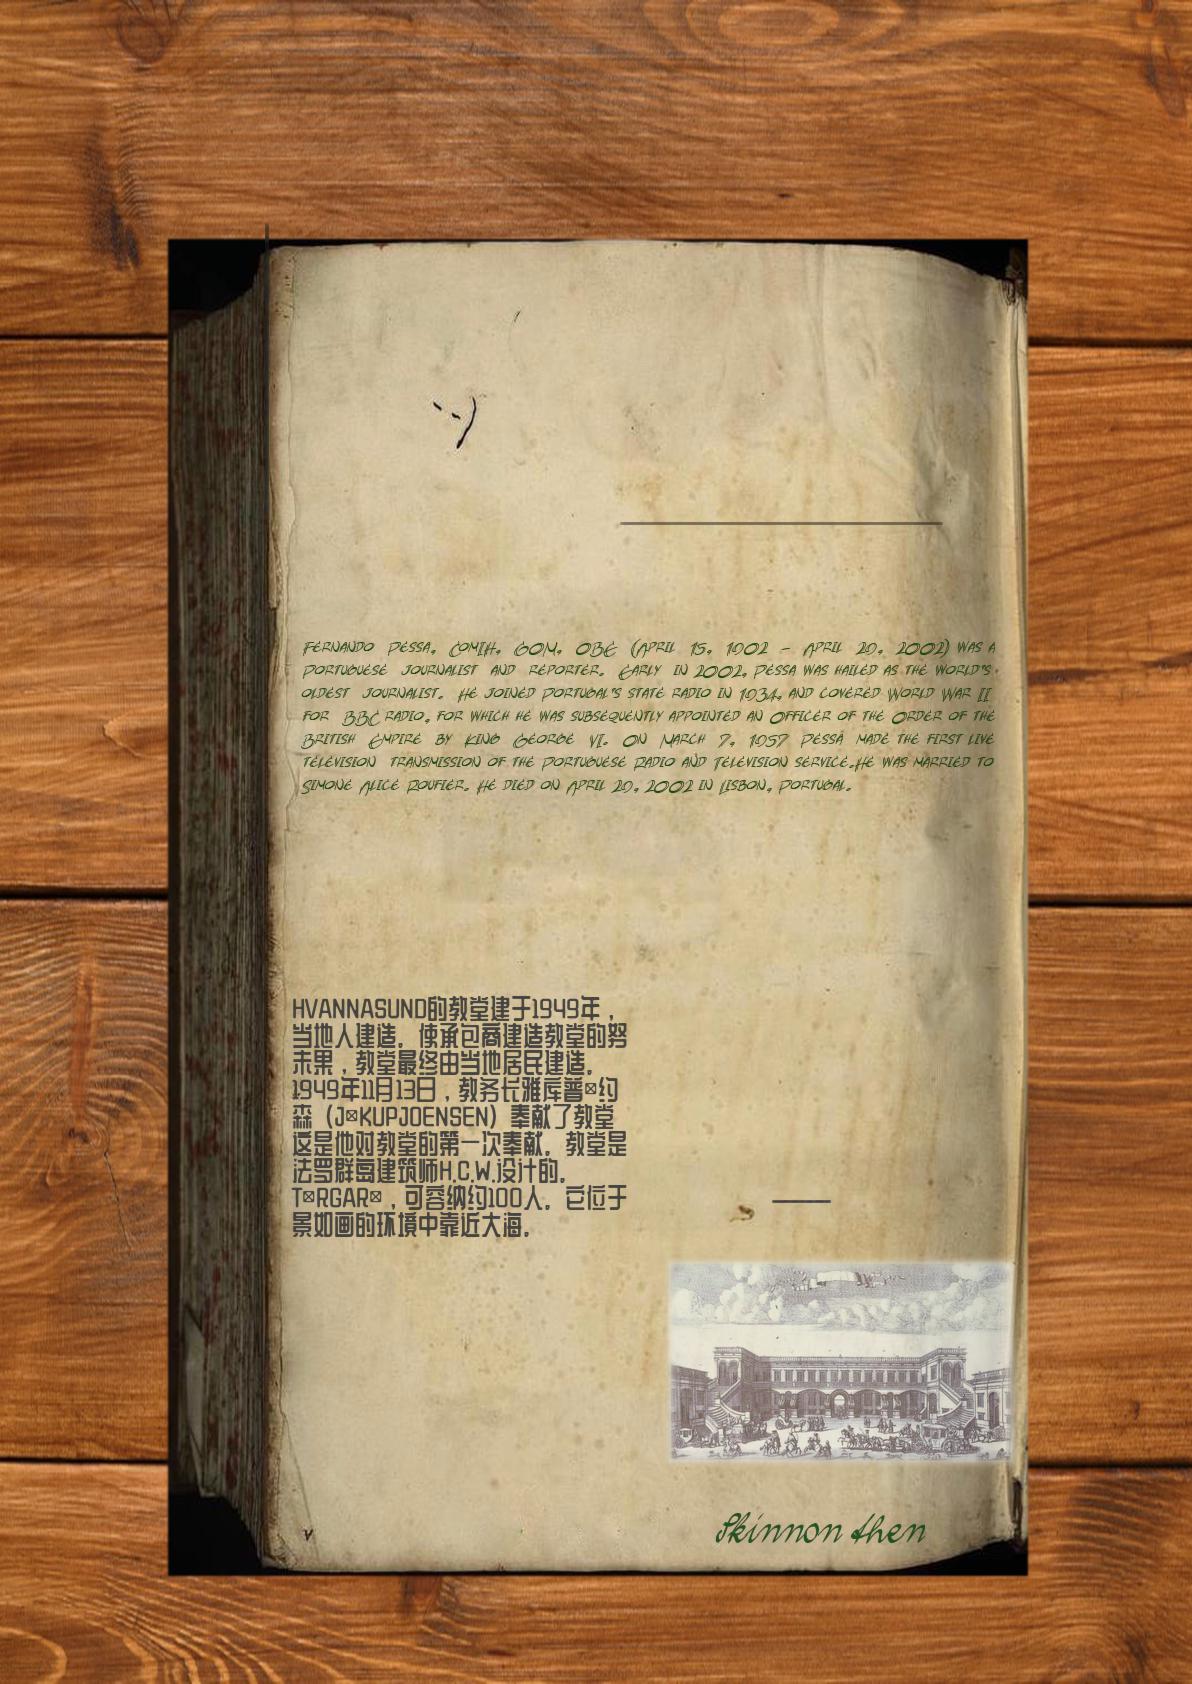 FERNANDO PESSA, COMIH, GOM, OBE (APRIL 15, 1902 – APRIL 29, 2002) WAS A
PORTUGUESE JOURNALIST AND REPORTER. EARLY IN 2002, PESSA WAS HAILED AS THE WORLD'S
OLDEST JOURNALIST. HE JOINED PORTUGAL'S STATE RADIO IN 1934, AND COVERED WORLD WAR II
FOR BBC RADIO, FOR WHICH HE WAS SUBSEQUENTLY APPOINTED AN OFFICER OF THE ORDER OF THE
BRITISH EMPIRE BY KING GEORGE VI. ON MARCH 7, 1957 PESSA MADE THE FIRST LIVE
TELEVISION TRANSMISSION OF THE PORTUGUESE RADIO AND TELEVISION SERVICE.HE WAS MARRIED TO
SIMONE ALICE ROUFIER. HE DIED ON APRIL 29, 2002 IN LISBON, PORTUGAL.
HVANNASUND的教堂建于1949年，
当地人建造。使承包商建造教堂的努
未果，教堂最终由当地居民建造。
1949年11月13日，教务长雅库普约
森（JKUPJOENSEN）奉献了教堂
这是他对教堂的第一次奉献。教堂是
法罗群岛建筑师H.C.W.设计的。
TRGAR，可容纳约100人。它位于
景如画的环境中靠近大海。
Skinnon then